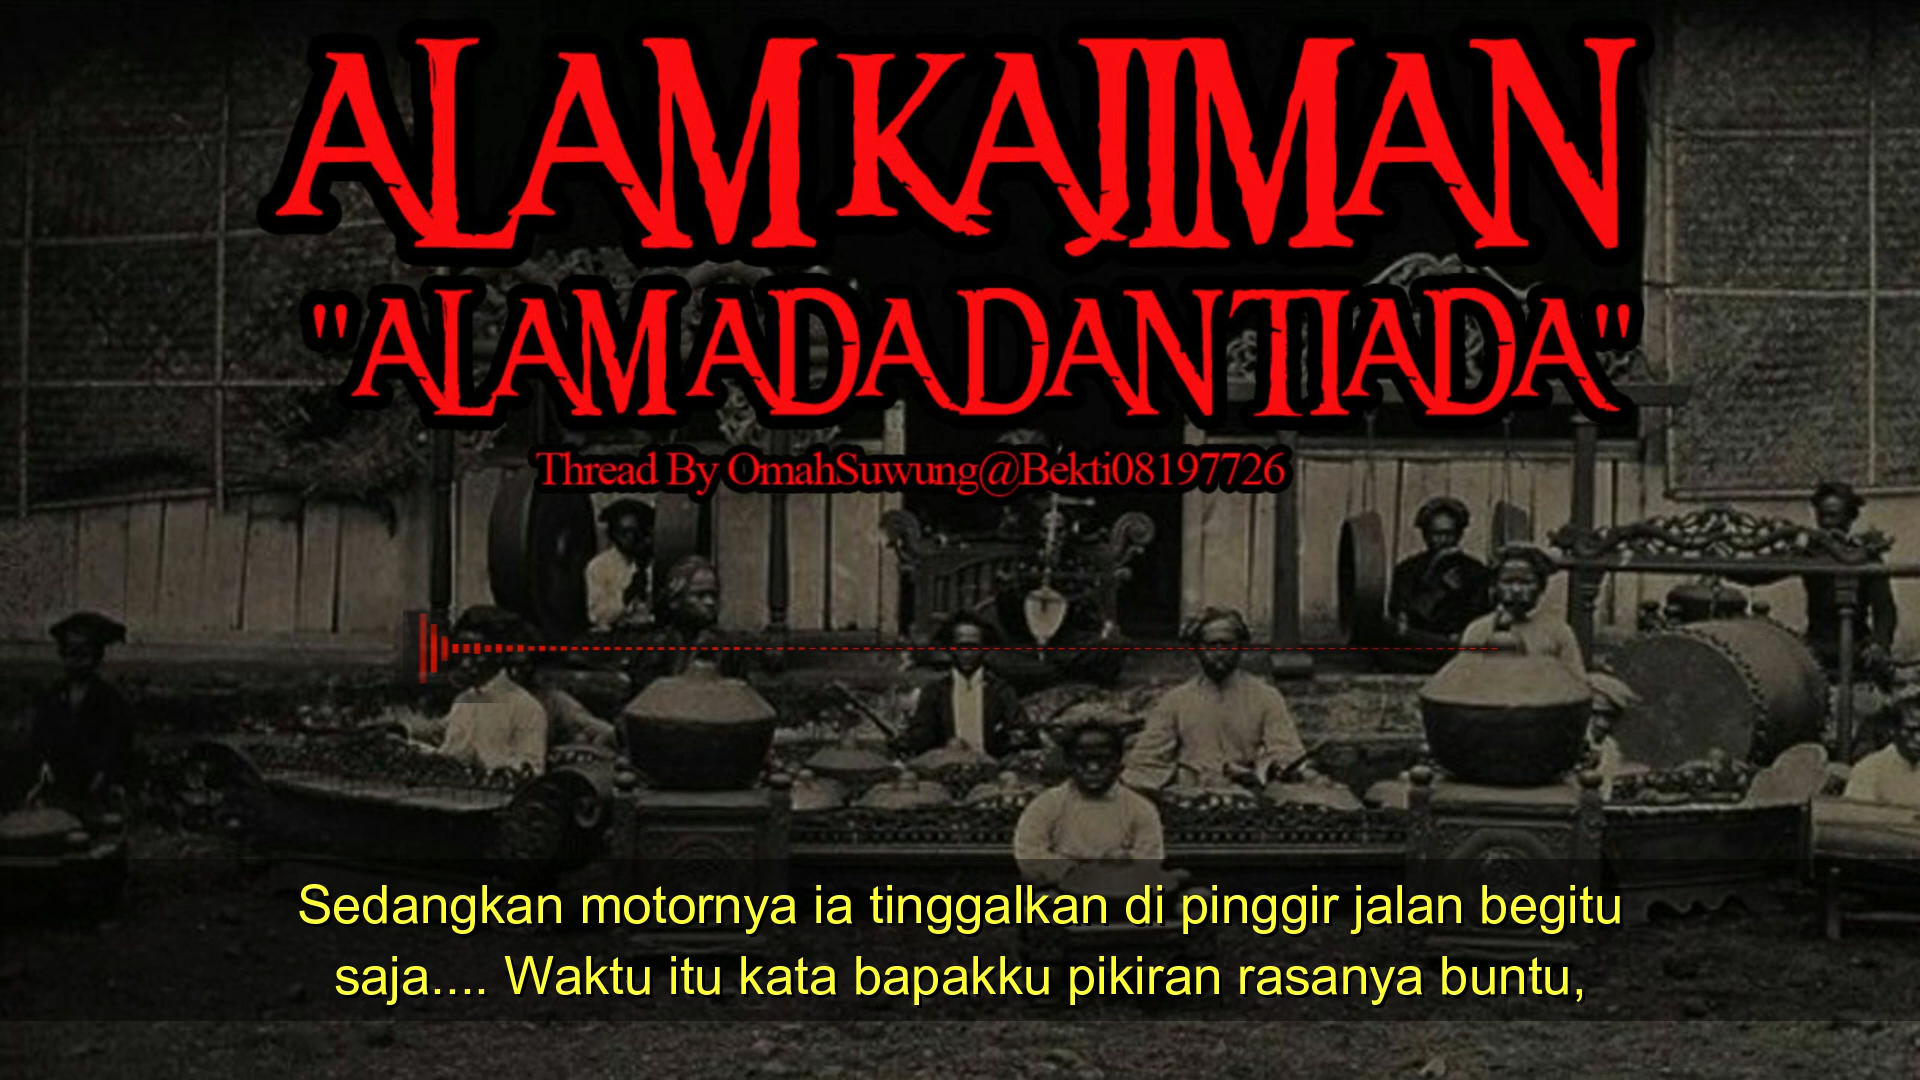 ALAM KAJIMAN
"ALAM ADA DAN TIADA"
Thread By OmahSuwung@Bekti08197726
Sedangkan motornya ia tinggalkan di pinggir jalan begitu
saja.... Waktu itu kata bapakku pikiran rasanya buntu,